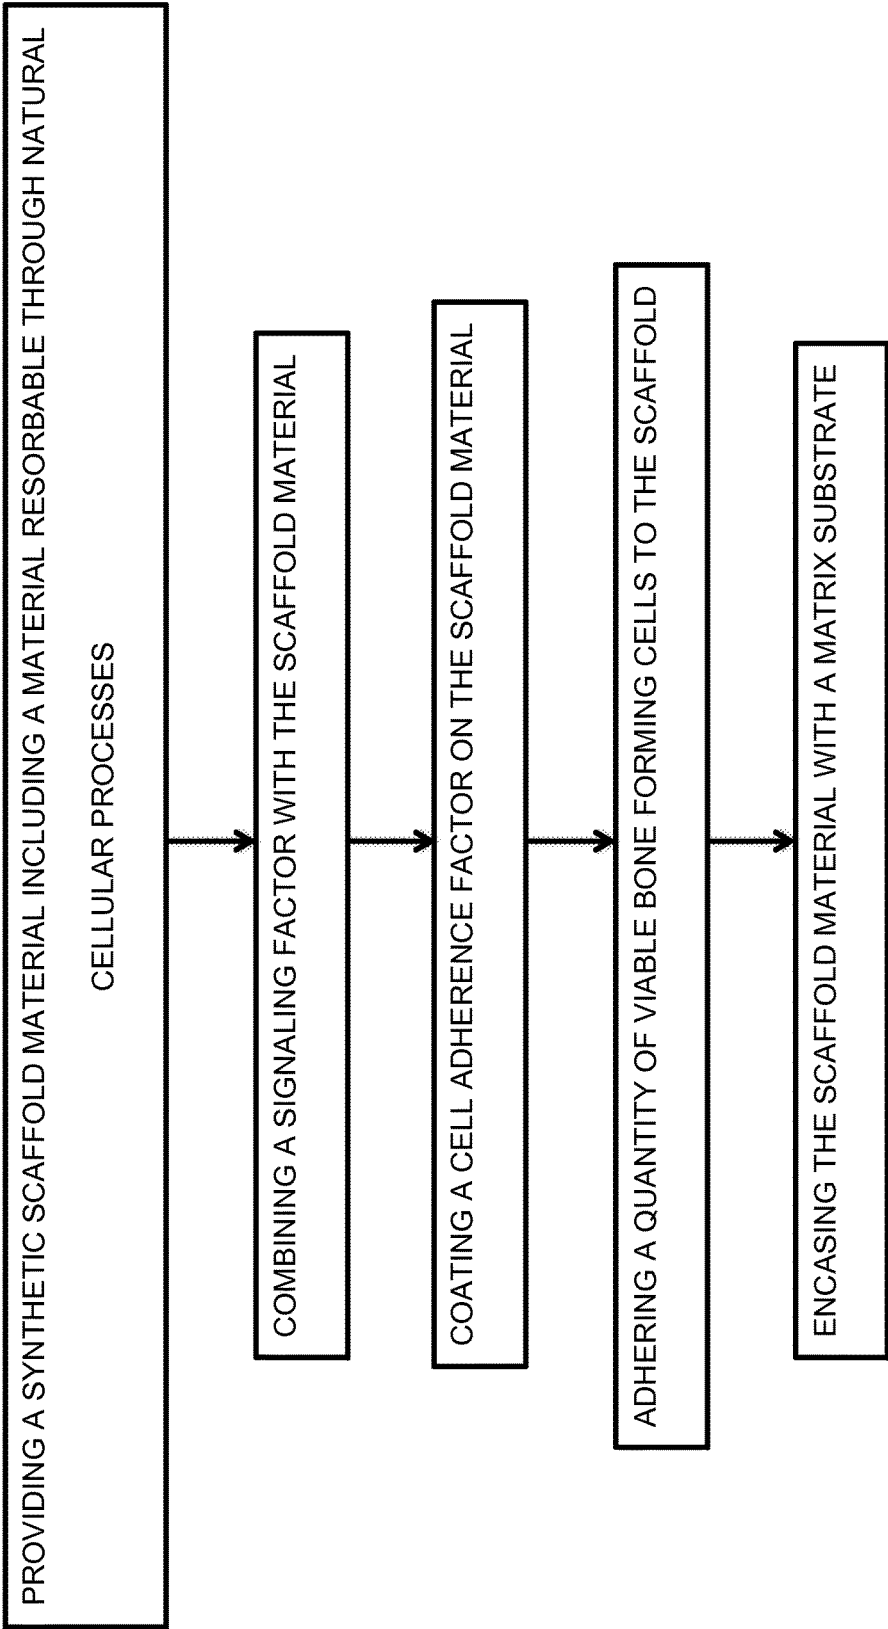 PROVIDING A SYNTHETIC SCAFFOLD MATERIAL INCLUDING A MATERIAL RESORBABLE THROUGH NATURAL
CELLULAR PROCESSES
COMBINING A SIGNALING FACTOR WITH THE SCAFFOLD MATERIAL
COATING A CELL ADHERENCE FACTOR ON THE SCAFFOLD MATERIAL
ADHERING A QUANTITY OF VIABLE BONE FORMING CELLS TO THE SCAFFOLD
ENCASING THE SCAFFOLD MATERIAL WITH A MATRIX SUBSTRATE